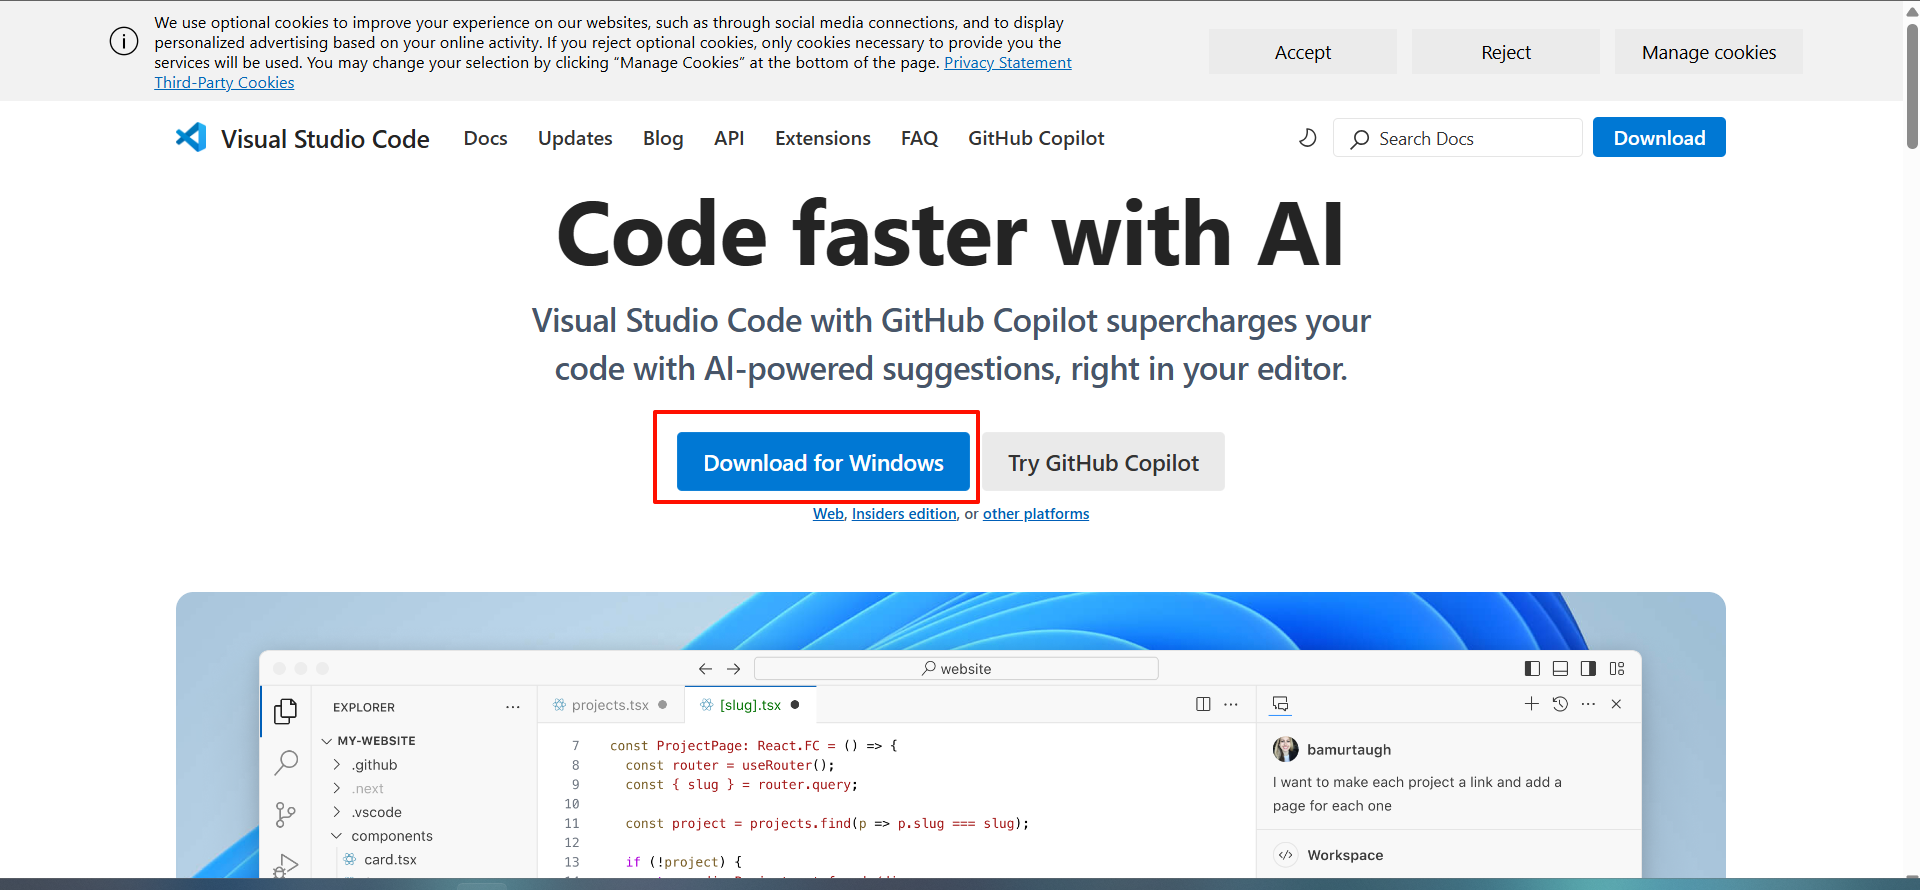 We use optional cookies to improve your experience on our websites, such as through social media connections, and to display
personalized advertising based on your online activity. If you reject optional cookies, only cookies necessary to provide you the
services will be used. You may change your selection by clicking “Manage Cookies” at the bottom of the page. Privacy Statement
Third-Party Cookies
Accept
Reject
Manage cookies
Visual Studio Code
Docs
Updates
Blog
API
Extensions
FAQ
GitHub Copilot
Search Docs
Download
Code faster with AI
Visual Studio Code with GitHub Copilot supercharges your
code with AI-powered suggestions, right in your editor.
Download for Windows
Try GitHub Copilot
Web, Insiders edition, or other platforms
website
EXPLORER
MY-WEBSITE
.github
.next
.vscode
components
card.tsx
projects.tsx
[slug].tsx
7 const ProjectPage: React.FC = () => {
8 const router = useRouter();
9 const { slug } = router.query;
10
11 const project = projects.find(p => p.slug === slug);
12
13 if (!project) {
bamurtaugh
I want to make each project a link and add a
page for each one
Workspace